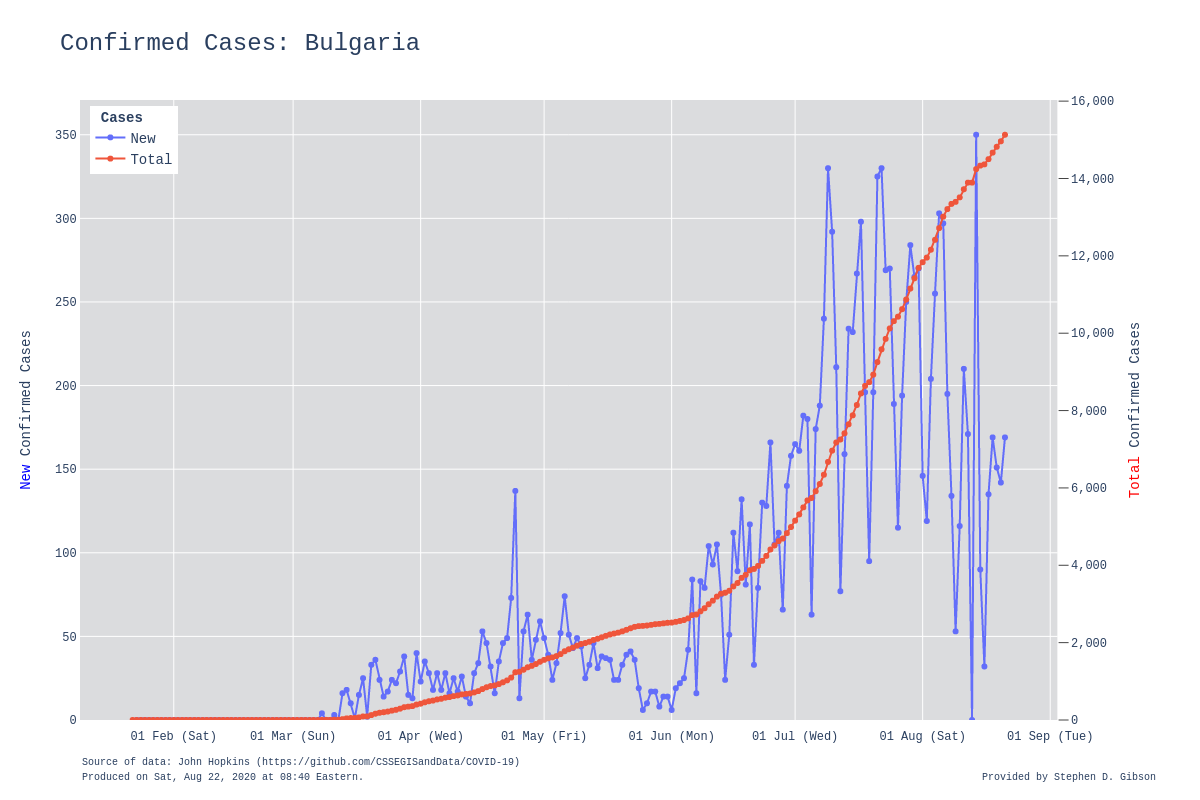 Confirmed Cases: Bulgaria
Cases
New
Total
350
300
250
200
150
100
50
0
16,000
14,000
12,000
10,000
8,000
6,000
4,000
2,000
0
New Confirmed Cases
Total Confirmed Cases
01 Feb (Sat)
01 Mar (Sun)
01 Apr (Wed)
01 May (Fri)
01 Jun (Mon)
01 Jul (Wed)
01 Aug (Sat)
01 Sep (Tue)
Source of data: John Hopkins (https://github.com/CSSEGISandData/COVID-19)
Produced on Sat, Aug 22, 2020 at 08:40 Eastern.
Provided by Stephen D. Gibson